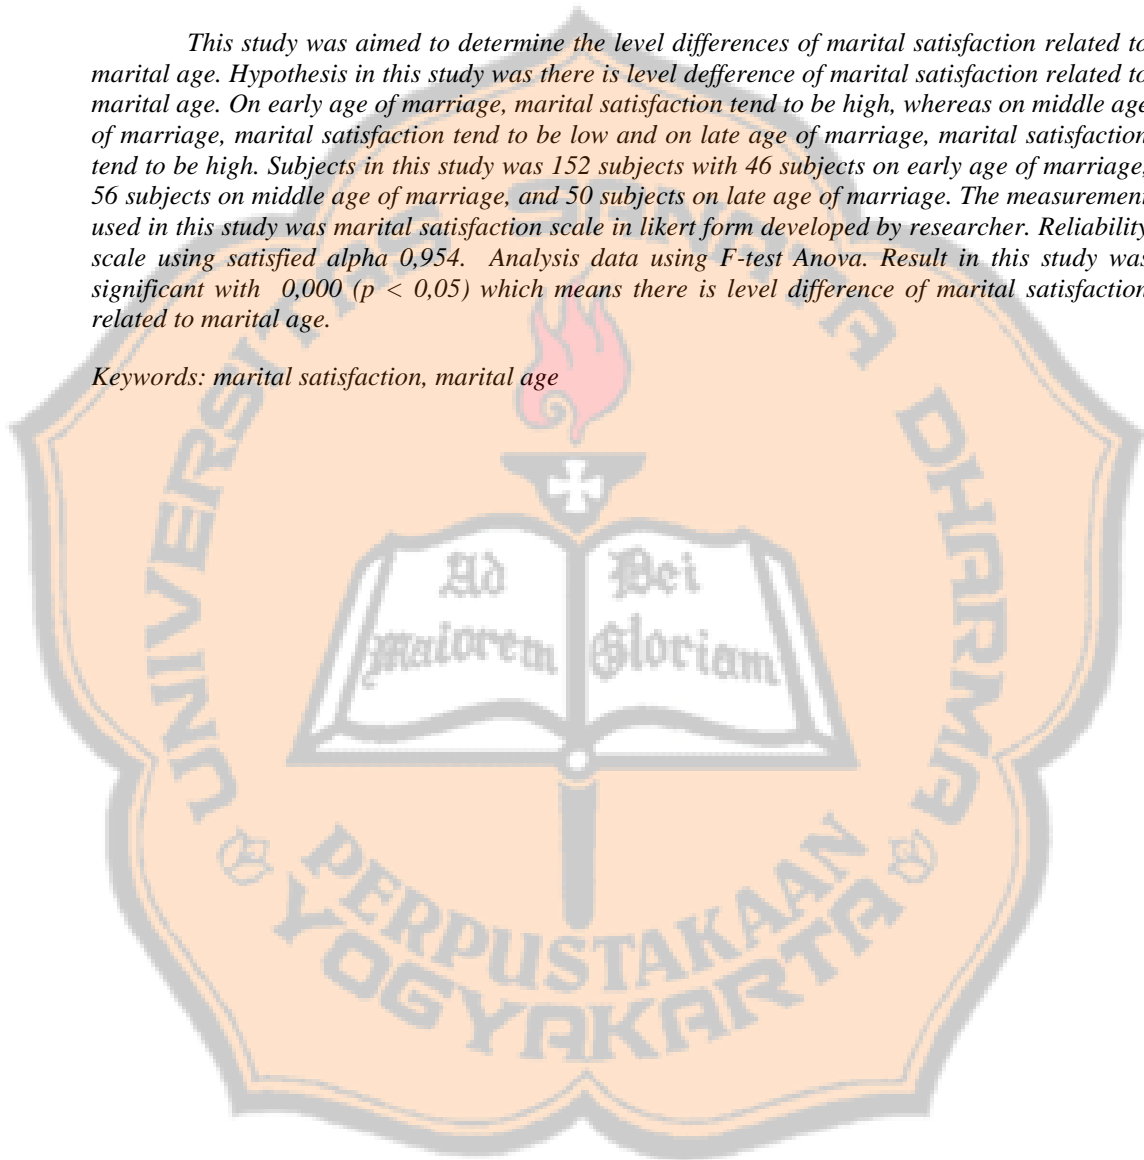 This study was aimed to determine the level differences of marital satisfaction related to
marital age. Hypothesis in this study was there is level defference of marital satisfaction related to
marital age. On early age of marriage, marital satisfaction tend to be high, whereas on middle age
of marriage, marital satisfaction tend to be low and on late age of marriage, marital satisfaction
tend to be high. Subjects in this study was 152 subjects with 46 subjects on early age of marriage,
56 subjects on middle age of marriage, and 50 subjects on late age of marriage. The measurement
used in this study was marital satisfaction scale in likert form developed by researcher. Reliability
scale using satisfied alpha 0,954. Analysis data using F-test Anova. Result in this study was
significant with 0,000 (p < 0,05) which means there is level difference of marital satisfaction
related to marital age.
Keywords: marital satisfaction, marital age
UNIVERSITAS SANATA DHARMA
Ad Dei
maiorem Gloriam
PERPUSTAKAAN
YOGYAKARTA